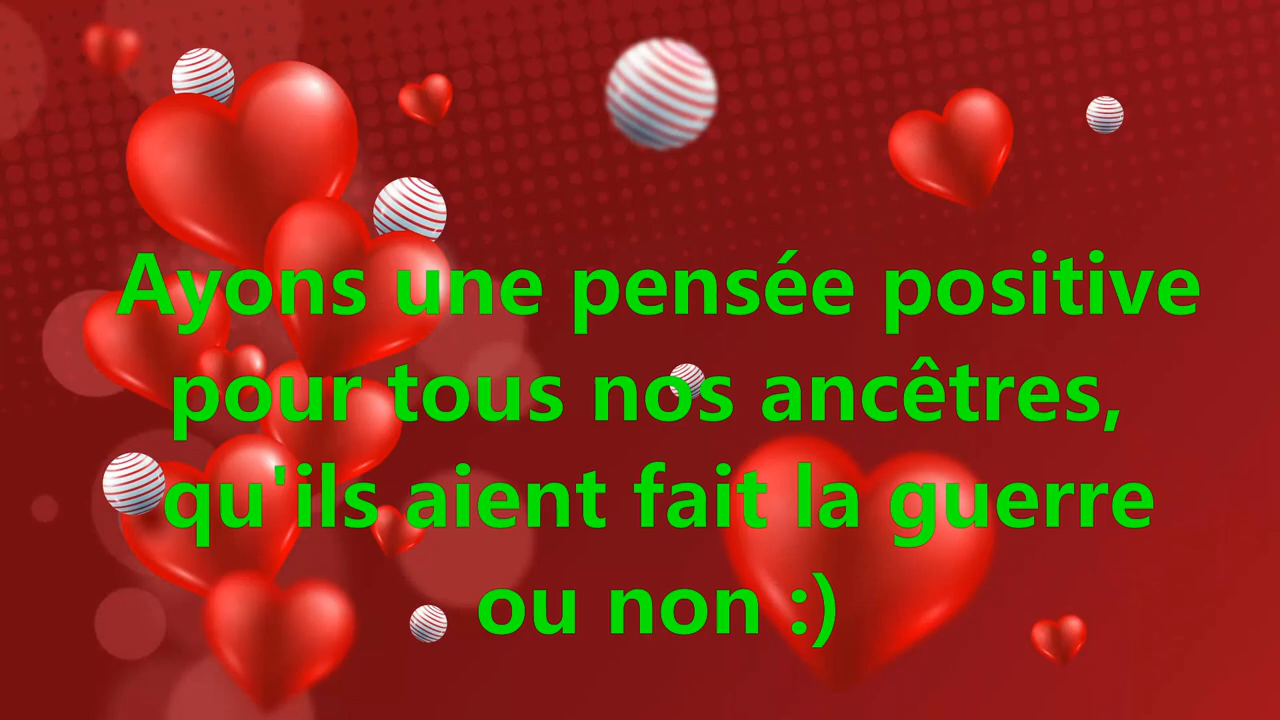 Ayons une pensée positive
pour tous nos ancêtres,
qu'ils aient fait la guerre
ou non :)